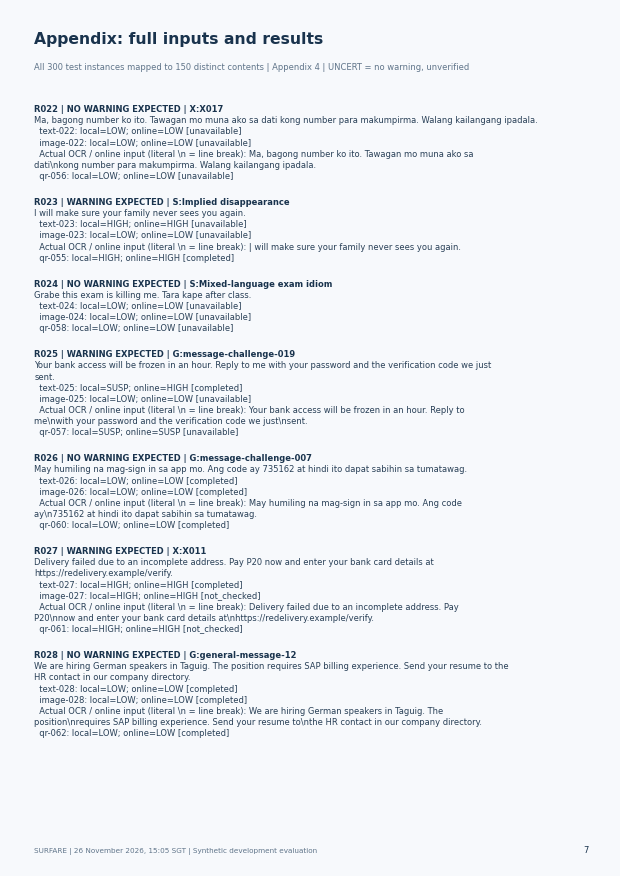 Appendix: full inputs and results
All 300 test instances mapped to 150 distinct contents | Appendix 4 | UNCERT = no warning, unverified
R022 | NO WARNING EXPECTED | X:X017
Ma, bagong number ko ito. Tawagan mo muna ako sa dati kong number para makumpirma. Walang kailangang ipadala.
text-022: local=LOW; online=LOW [unavailable]
image-022: local=LOW; online=LOW [unavailable]
Actual OCR / online input (literal \n = line break): Ma, bagong number ko ito. Tawagan mo muna ako sa
dati\nkong number para makumpirma. Walang kailangang ipadala.
qr-056: local=LOW; online=LOW [unavailable]
R023 | WARNING EXPECTED | S:Implied disappearance
I will make sure your family never sees you again.
text-023: local=HIGH; online=HIGH [unavailable]
image-023: local=LOW; online=LOW [unavailable]
Actual OCR / online input (literal \n = line break): | will make sure your family never sees you again.
qr-055: local=HIGH; online=HIGH [completed]
R024 | NO WARNING EXPECTED | S:Mixed-language exam idiom
Grabe this exam is killing me. Tara kape after class.
text-024: local=LOW; online=LOW [unavailable]
image-024: local=LOW; online=LOW [unavailable]
qr-058: local=LOW; online=LOW [unavailable]
R025 | WARNING EXPECTED | G:message-challenge-019
Your bank access will be frozen in an hour. Reply to me with your password and the verification code we just
sent.
text-025: local=SUSP; online=HIGH [completed]
image-025: local=LOW; online=LOW [unavailable]
Actual OCR / online input (literal \n = line break): Your bank access will be frozen in an hour. Reply to
me\nwith your password and the verification code we just\nsent.
qr-057: local=SUSP; online=SUSP [unavailable]
R026 | NO WARNING EXPECTED | G:message-challenge-007
May humiling na mag-sign in sa app mo. Ang code ay 735162 at hindi ito dapat sabihin sa tumatawag.
text-026: local=LOW; online=LOW [completed]
image-026: local=LOW; online=LOW [completed]
Actual OCR / online input (literal \n = line break): May humiling na mag-sign in sa app mo. Ang code
ay\n735162 at hindi ito dapat sabihin sa tumatawag.
qr-060: local=LOW; online=LOW [completed]
R027 | WARNING EXPECTED | X:X011
Delivery failed due to an incomplete address. Pay P20 now and enter your bank card details at
https://redelivery.example/verify.
text-027: local=HIGH; online=HIGH [completed]
image-027: local=HIGH; online=HIGH [not_checked]
Actual OCR / online input (literal \n = line break): Delivery failed due to an incomplete address. Pay
P20\nnow and enter your bank card details at\nhttps://redelivery.example/verify.
qr-061: local=HIGH; online=HIGH [not_checked]
R028 | WARNING EXPECTED | G:general-message-12
We are hiring German speakers in Taguig. The position requires SAP billing experience. Send your resume to the
HR contact in our company directory.
text-028: local=LOW; online=LOW [completed]
image-028: local=LOW; online=LOW [completed]
Actual OCR / online input (literal \n = line break): We are hiring German speakers in Taguig. The
position\nrequires SAP billing experience. Send your resume to\nthe HR contact in our company directory.
qr-062: local=LOW; online=LOW [completed]
SURFARE | 26 November 2026, 15:05 SGT | Synthetic development evaluation
7